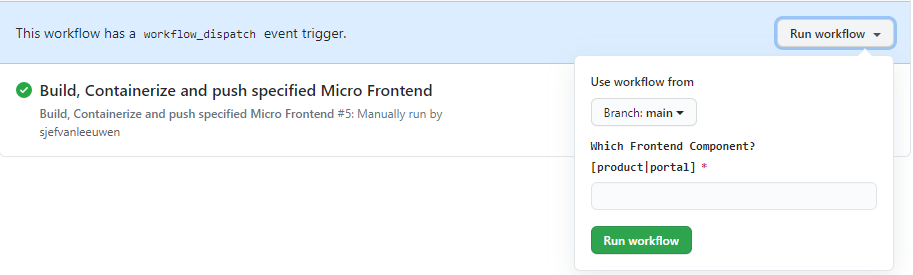 This workflow has a workflow_dispatch event trigger.
Run workflow
Build, Containerize and push specified Micro Frontend
Build, Containerize and push specified Micro Frontend #5: Manually run by
sjefvanleeuwen
Use workflow from
Branch: main
Which Frontend Component?
[product|portal] *
Run workflow